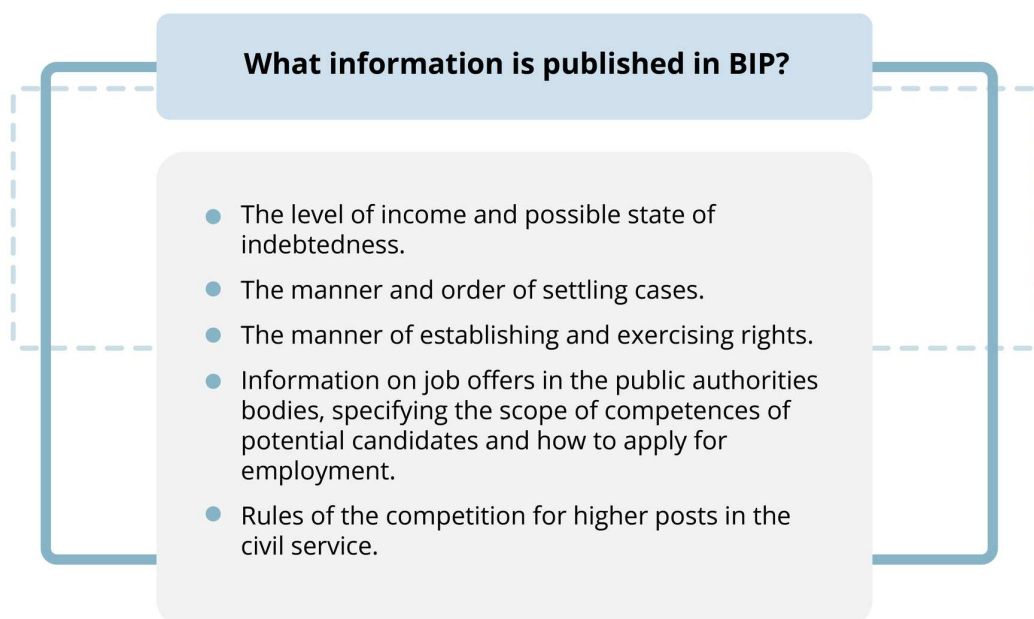 What information is published in BIP?
The level of income and possible state of
indebtedness.
The manner and order of settling cases.
The manner of establishing and exercising rights.
Information on job offers in the public authorities
bodies, specifying the scope of competences of
potential candidates and how to apply for
employment.
Rules of the competition for higher posts in the
civil service.